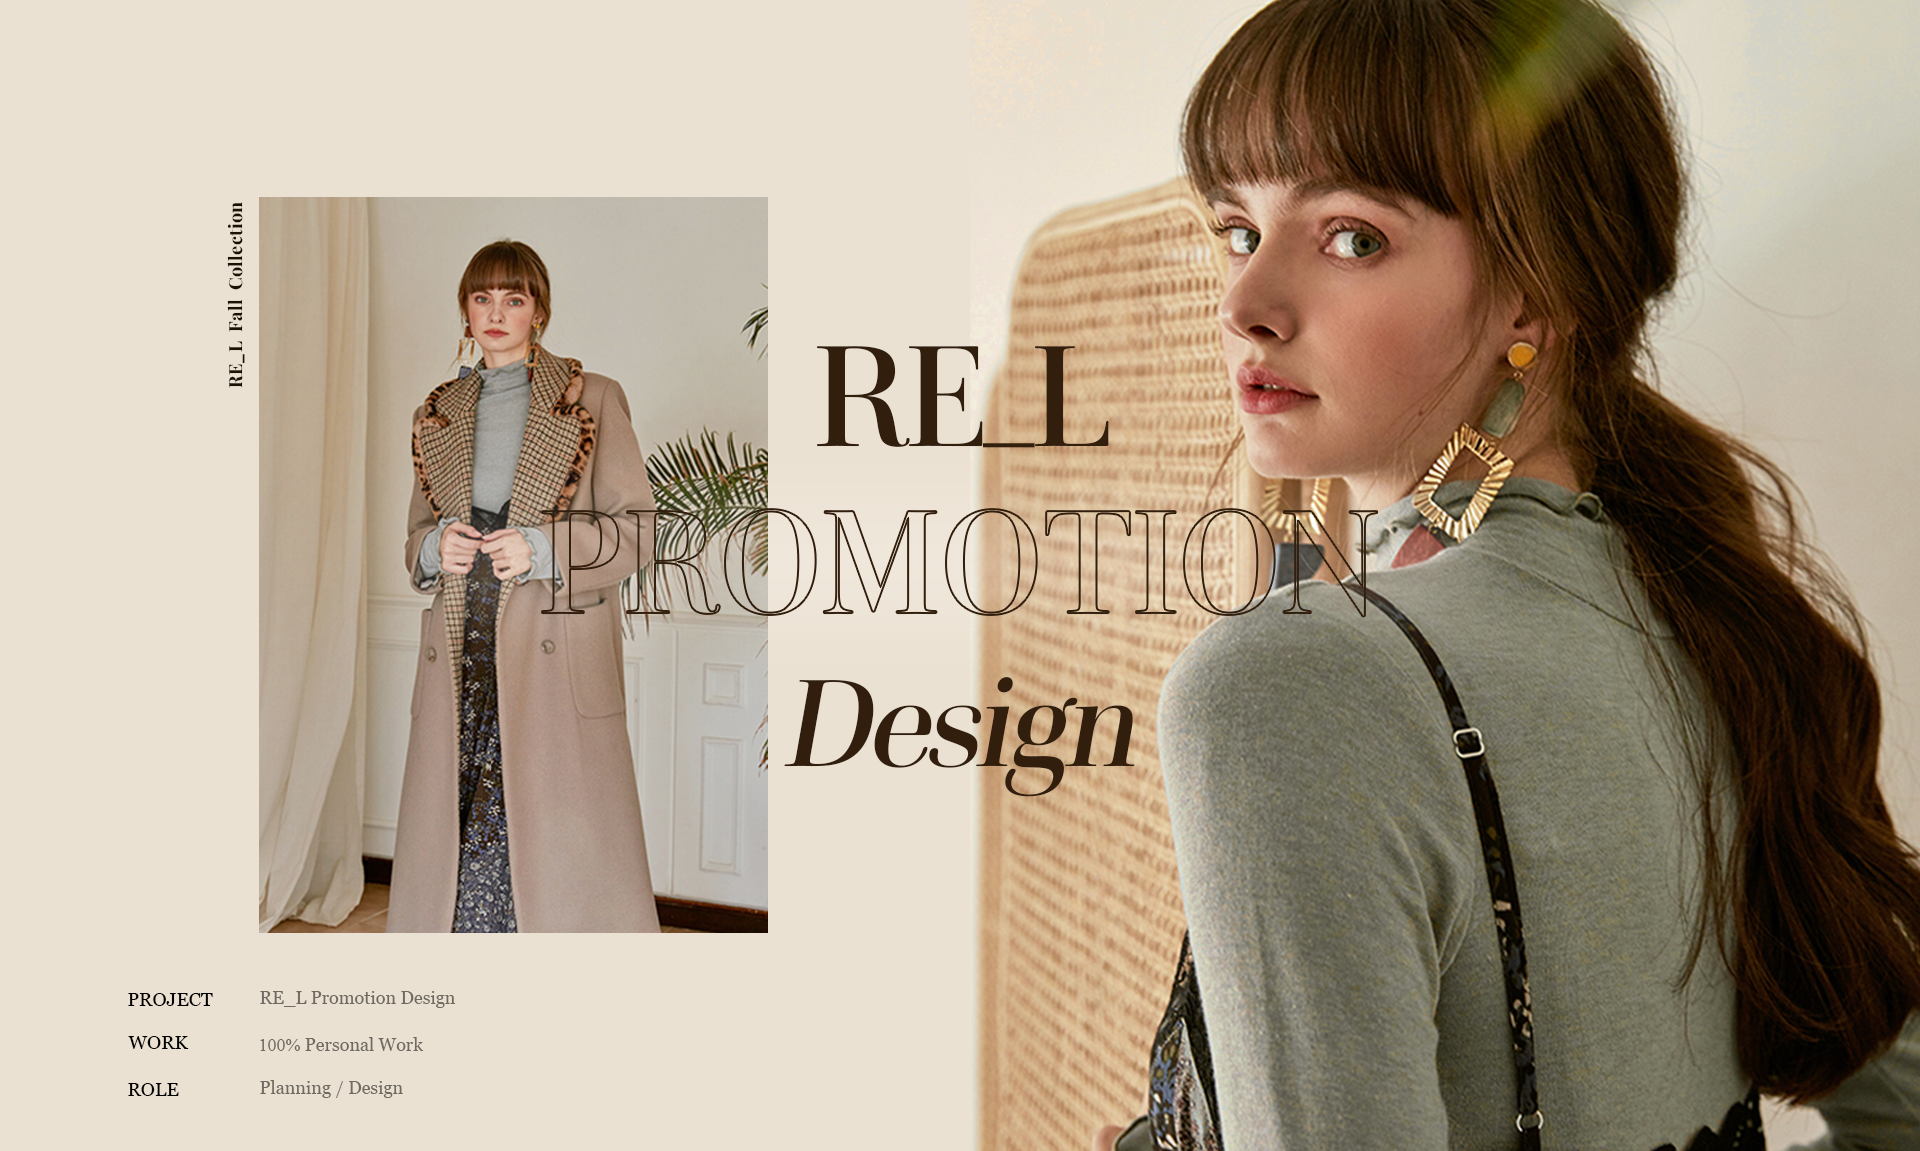 RE_L Fall Collection
RE_L
PROMOTION
Design
PROJECT RE_L Promotion Design
WORK 100% Personal Work
ROLE Planning / Design